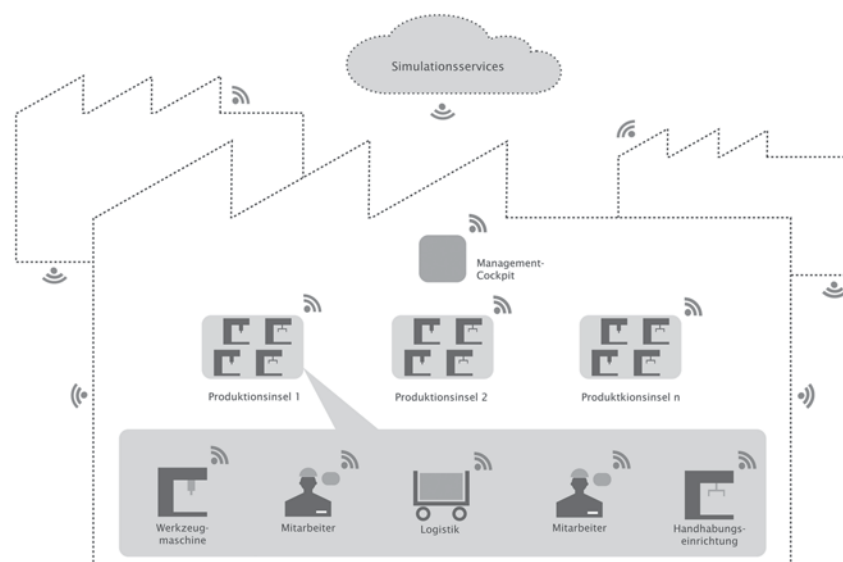 Simulationsservices
Management-
Cockpit
Produktionsinsel 1
Produktionsinsel 2
Produktkionsinsel n
Werkzeug-
maschine
Mitarbeiter
Logistik
Mitarbeiter
Handhabungs-
einrichtung